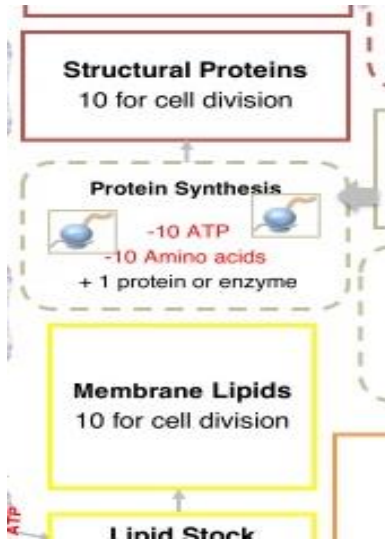 Structural Proteins
10 for cell division
Protein Synthesis
-10 ATP
-10 Amino acids
+ 1 protein or enzyme
Membrane Lipids
10 for cell division
ATP
Lipid Stock